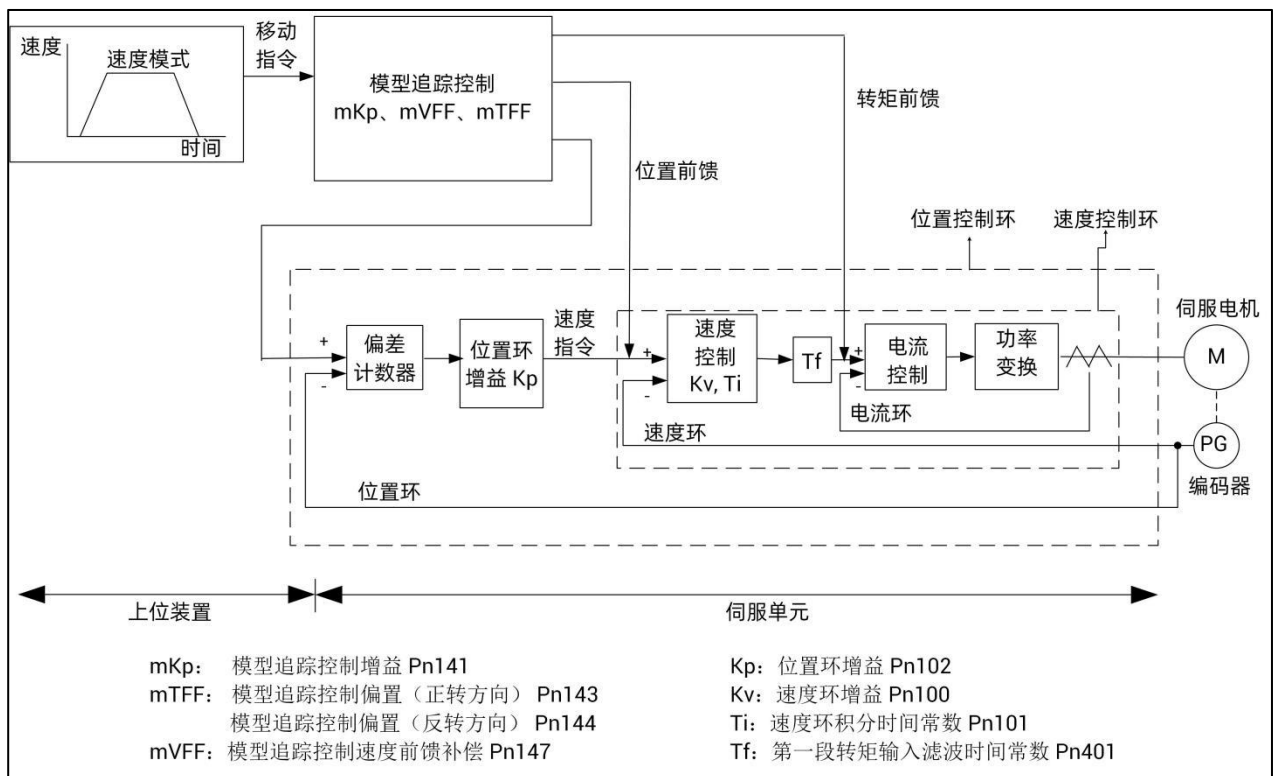 速度
速度模式
时间
移动
指令
模型追踪控制
mKp、mVFF、mTFF
转矩前馈
位置前馈
位置控制环
速度控制环
+
-
偏差
计数器
位置环
增益 Kp
速度
指令
+
-
速度
控制
Kv, Ti
Tf
+
-
电流
控制
功率
变换
伺服电机
M
电流环
速度环
PG
编码器
位置环
上位装置
伺服单元
mKp： 模型追踪控制增益 Pn141
mTFF：模型追踪控制偏置（正转方向）Pn143
模型追踪控制偏置（反转方向）Pn144
mVFF：模型追踪控制速度前馈补偿 Pn147
Kp：位置环增益 Pn102
Kv：速度环增益 Pn100
Ti：速度环积分时间常数 Pn101
Tf：第一段转矩输入滤波时间常数 Pn401